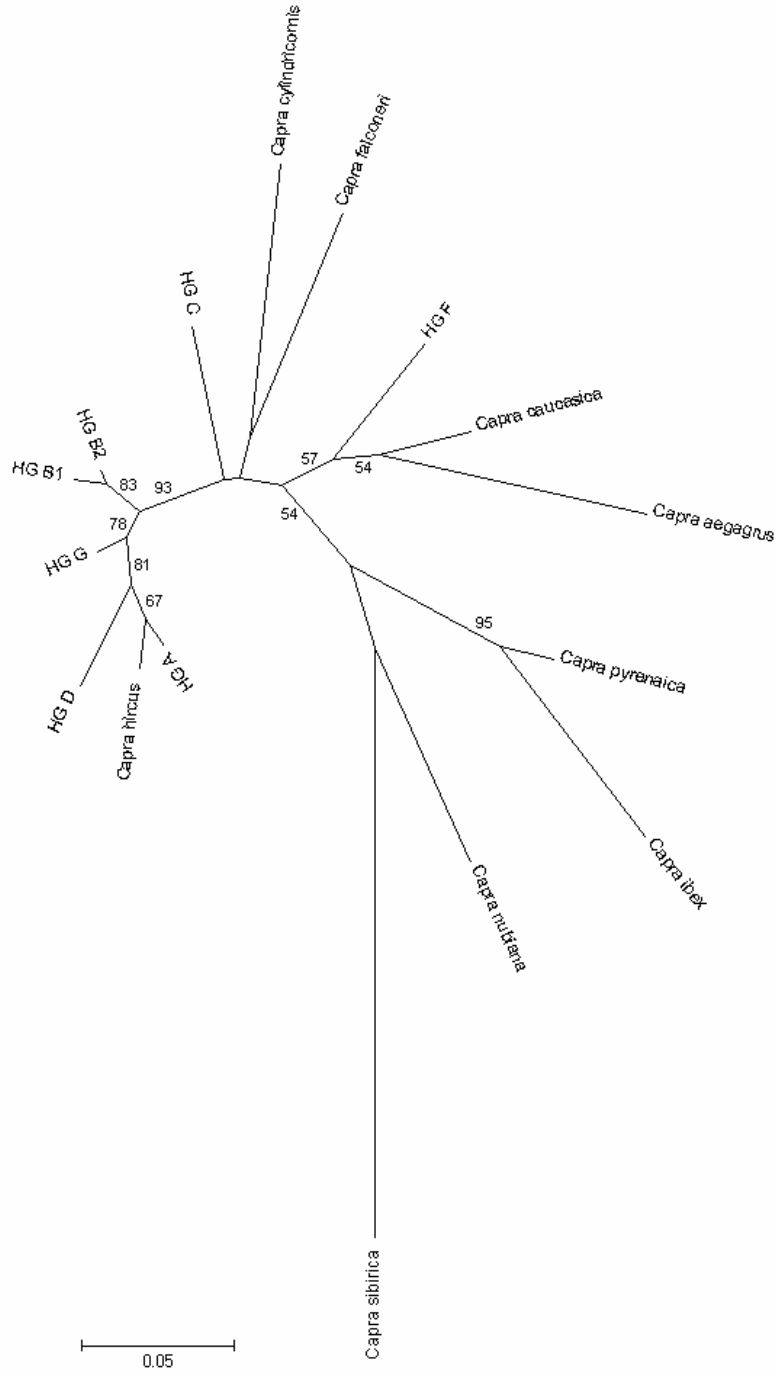 Capra cylindricornis
Capra falconeri
HG C
HG F
Capra caucasica
HG B2
HG B1
83
93
57
54
Capra aegagrus
54
78
HG G
81
67
95
HG A
Capra pyrenaica
HG D
Capra hircus
Capra ibex
Capra nubiana
Capra sibirica
0.05